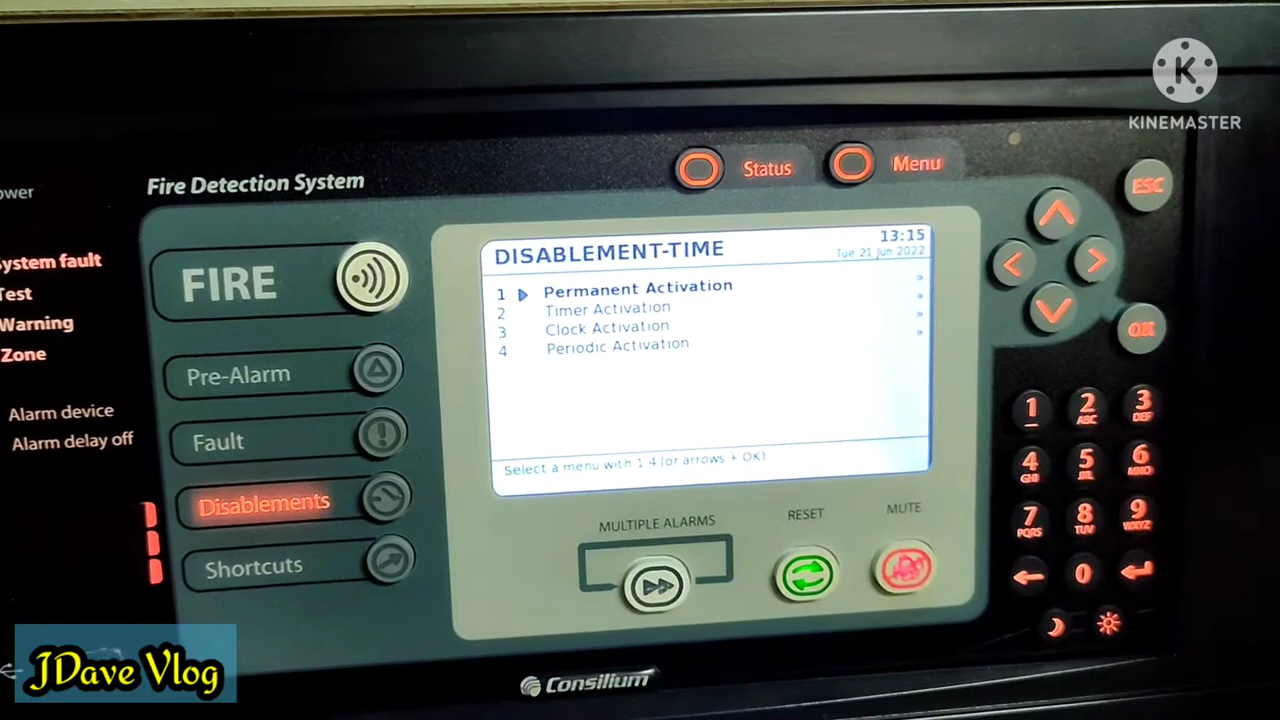 K
KINEMASTER
ower
System fault
Test
Warning
Zone
Alarm device
Alarm delay off
Fire Detection System
Status
Menu
ESC
FIRE
Pre-Alarm
Fault
Disablements
Shortcuts
DISABLEMENT-TIME
13:15
Tue 21 Jun 2022
1 Permanent Activation »
2 Timer Activation »
3 Clock Activation »
4 Periodic Activation »
Select a menu with 1-4 (or arrows + OK)
OK
MULTIPLE ALARMS
RESET
MUTE
1 2 ABC 3 DEF
4 GHI 5 JKL 6 MNO
7 PQRS 8 TUV 9 WXYZ
0
Consilium
JDave Vlog